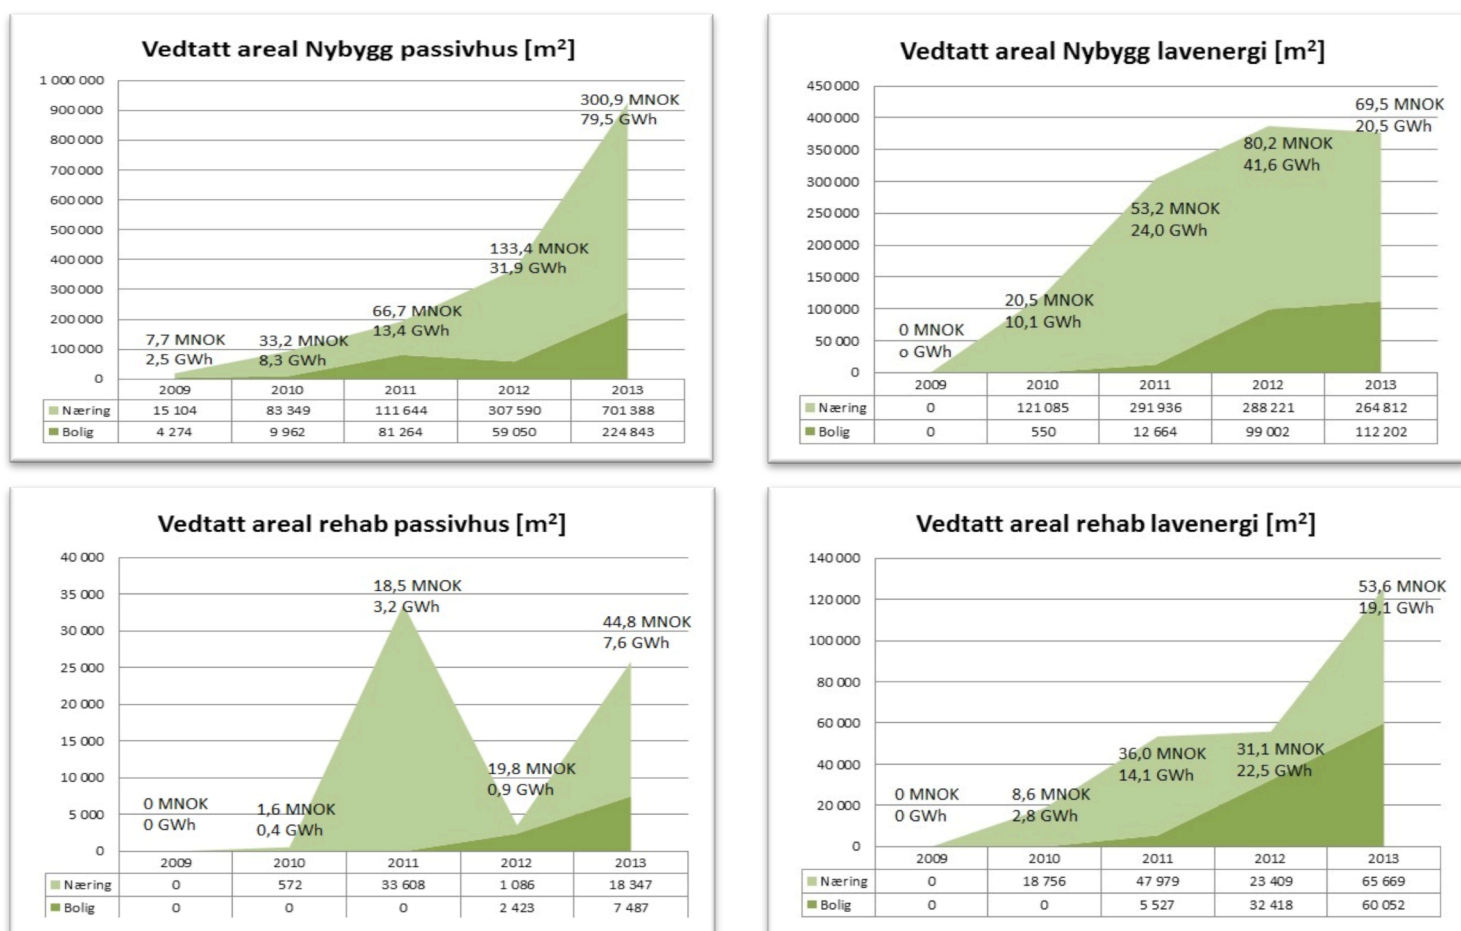 Vedtatt areal Nybygg passivhus [m²]
1 000 000
900 000
800 000
700 000
600 000
500 000
400 000
300 000
200 000
100 000
0
7,7 MNOK
2,5 GWh
33,2 MNOK
8,3 GWh
66,7 MNOK
13,4 GWh
133,4 MNOK
31,9 GWh
300,9 MNOK
79,5 GWh
2009 2010 2011 2012 2013
Næring 15 104 83 349 111 644 307 590 701 388
Bolig 4 274 9 962 81 264 59 050 224 843
Vedtatt areal Nybygg lavenergi [m²]
450 000
400 000
350 000
300 000
250 000
200 000
150 000
100 000
50 000
0
0 MNOK
o GWh
20,5 MNOK
10,1 GWh
53,2 MNOK
24,0 GWh
80,2 MNOK
41,6 GWh
69,5 MNOK
20,5 GWh
2009 2010 2011 2012 2013
Næring 0 121 085 291 936 288 221 264 812
Bolig 0 550 12 664 99 002 112 202
Vedtatt areal rehab passivhus [m²]
40 000
35 000
30 000
25 000
20 000
15 000
10 000
5 000
0
0 MNOK
0 GWh
1,6 MNOK
0,4 GWh
18,5 MNOK
3,2 GWh
19,8 MNOK
0,9 GWh
44,8 MNOK
7,6 GWh
2009 2010 2011 2012 2013
Næring 0 572 33 608 1 086 18 347
Bolig 0 0 0 2 423 7 487
Vedtatt areal rehab lavenergi [m²]
140 000
120 000
100 000
80 000
60 000
40 000
20 000
0
0 MNOK
0 GWh
8,6 MNOK
2,8 GWh
36,0 MNOK
14,1 GWh
31,1 MNOK
22,5 GWh
53,6 MNOK
19,1 GWh
2009 2010 2011 2012 2013
Næring 0 18 756 47 979 23 409 65 669
Bolig 0 0 5 527 32 418 60 052